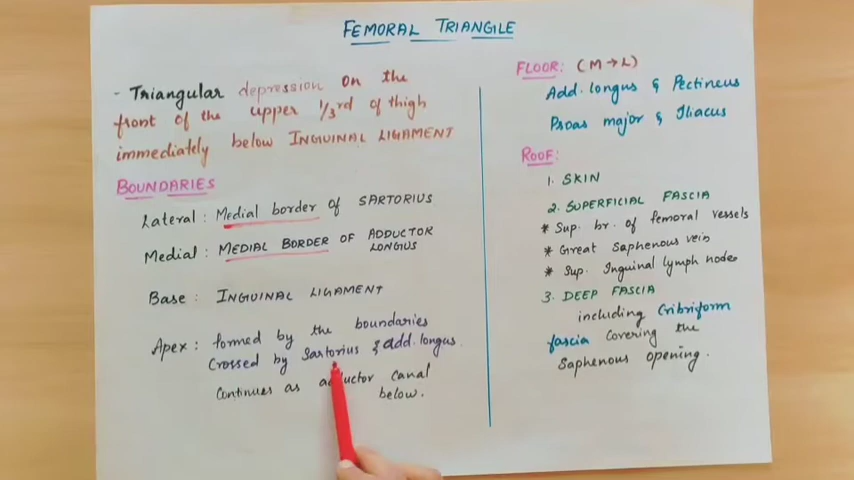 FEMORAL TRIANGLE
- Triangular depression on the
front of the upper 1/3rd of thigh
immediately below INGUINAL LIGAMENT
BOUNDARIES
Lateral : Medial border of SARTORIUS
Medial : MEDIAL BORDER OF ADDUCTOR
LONGUS
Base : INGUINAL LIGAMENT
Apex : formed by the boundaries
Crossed by Sartorius & add. longus.
Continues as adductor canal
below.
FLOOR: (M → L)
Add. longus & Pectineus
Psoas major & Iliacus
ROOF:
1. SKIN
2. SUPERFICIAL FASCIA
* Sup. br. of femoral vessels
* Great Saphenous vein
* Sup. Inguinal lymph nodes
3. DEEP FASCIA
including Cribriform
fascia covering the
Saphenous opening.